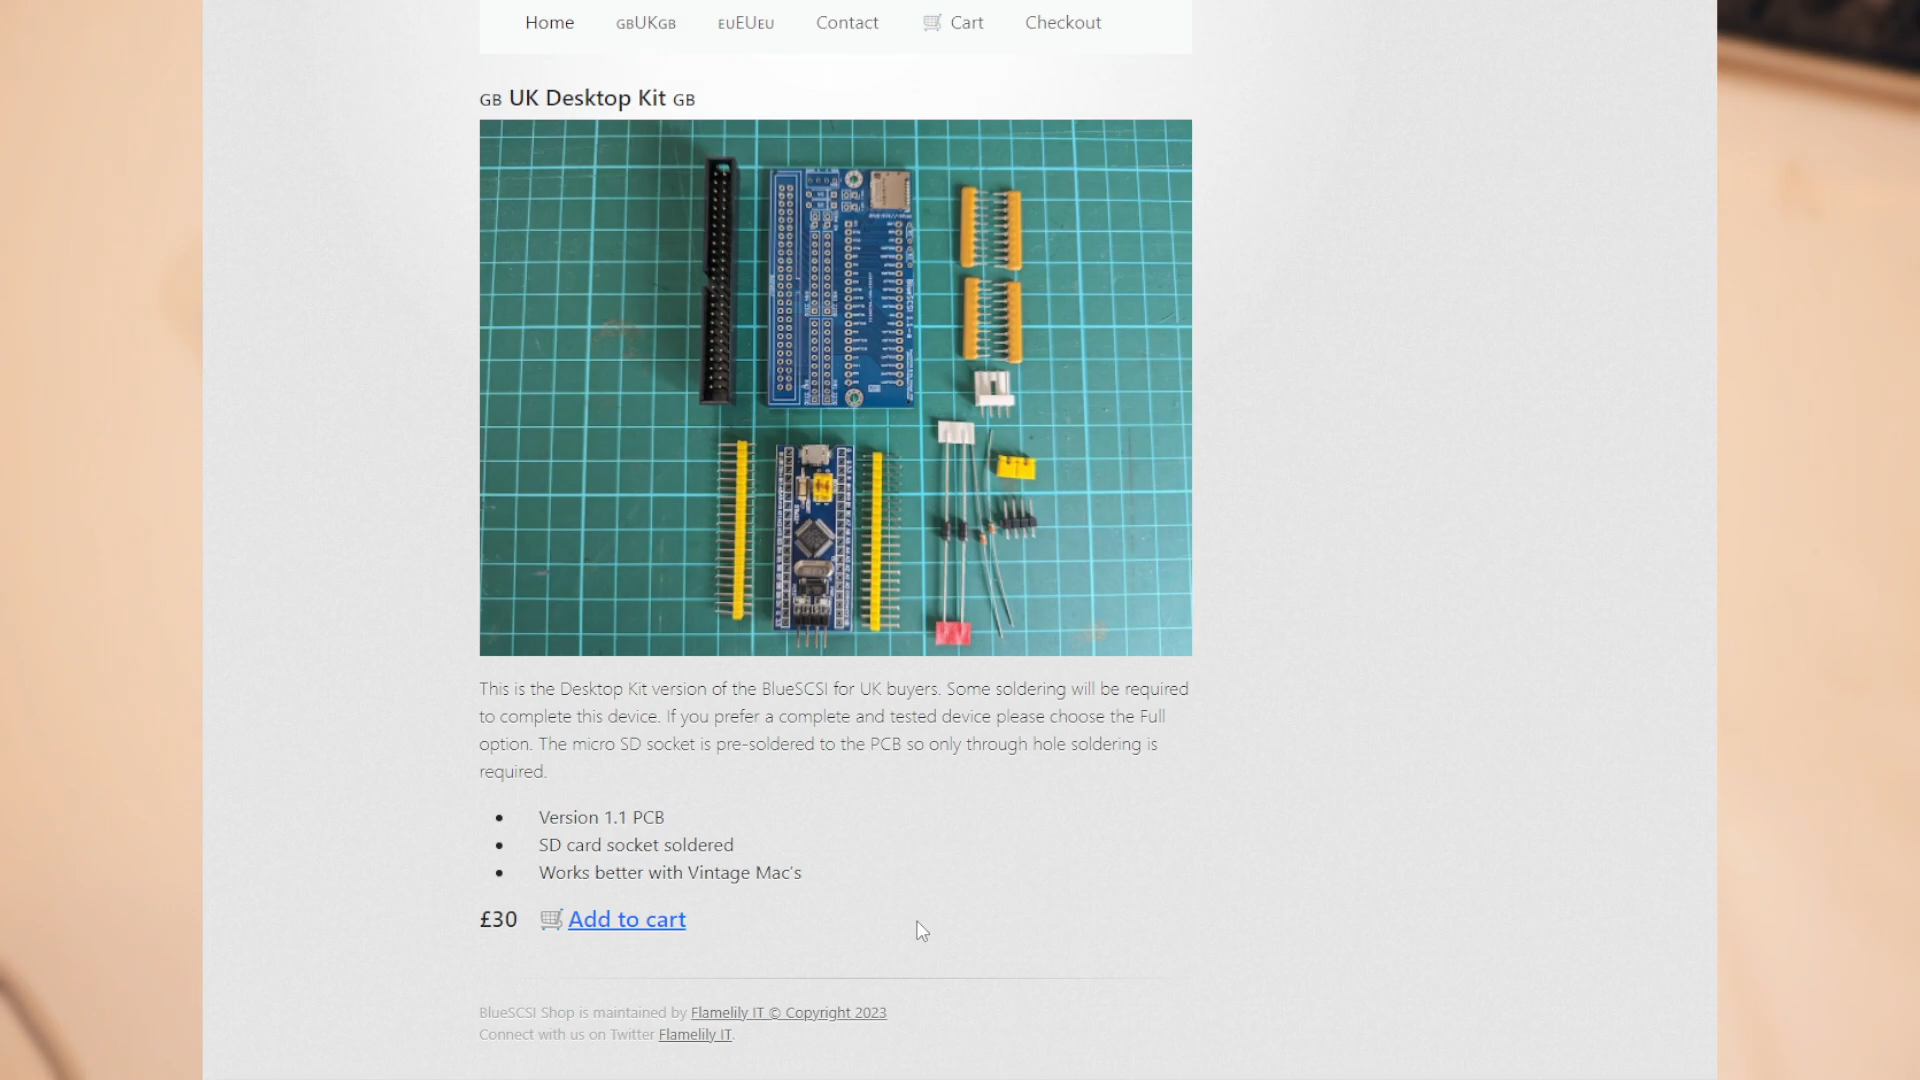 Home GBUKGB EUEUEU Contact Cart Checkout
GB UK Desktop Kit GB
This is the Desktop Kit version of the BlueSCSI for UK buyers. Some soldering will be required
to complete this device. If you prefer a complete and tested device please choose the Full
option. The micro SD socket is pre-soldered to the PCB so only through hole soldering is
required.
• Version 1.1 PCB
• SD card socket soldered
• Works better with Vintage Mac's
£30 Add to cart
BlueSCSI Shop is maintained by Flamelily IT © Copyright 2023
Connect with us on Twitter Flamelily IT.